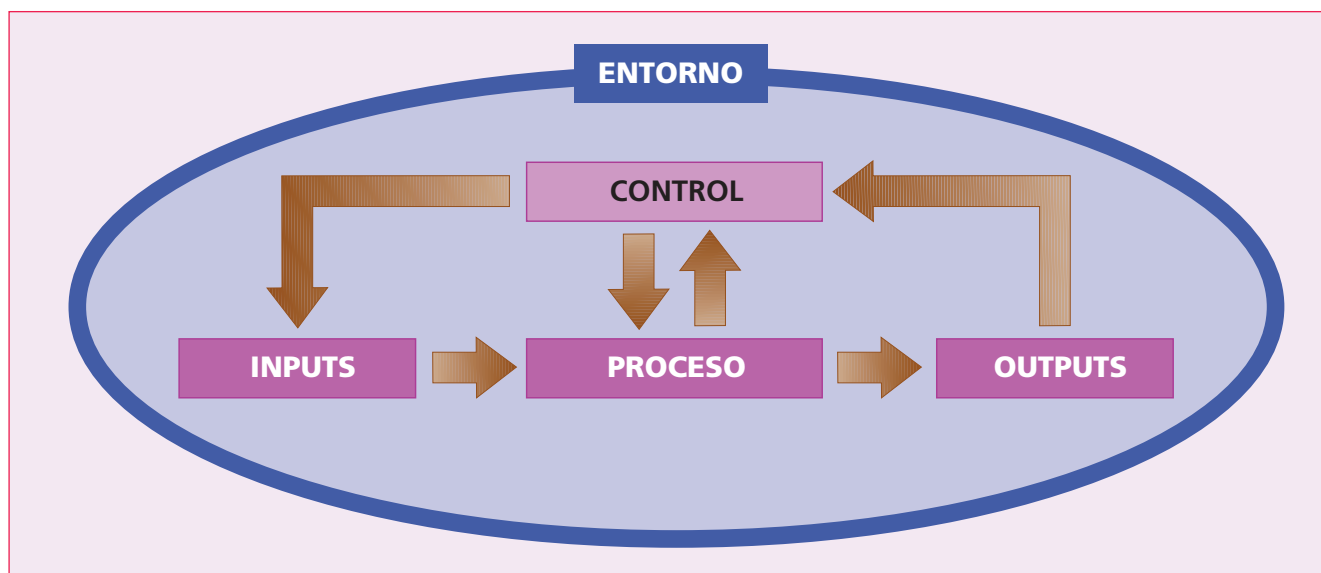 ENTORNO
CONTROL
INPUTS
PROCESO
OUTPUTS